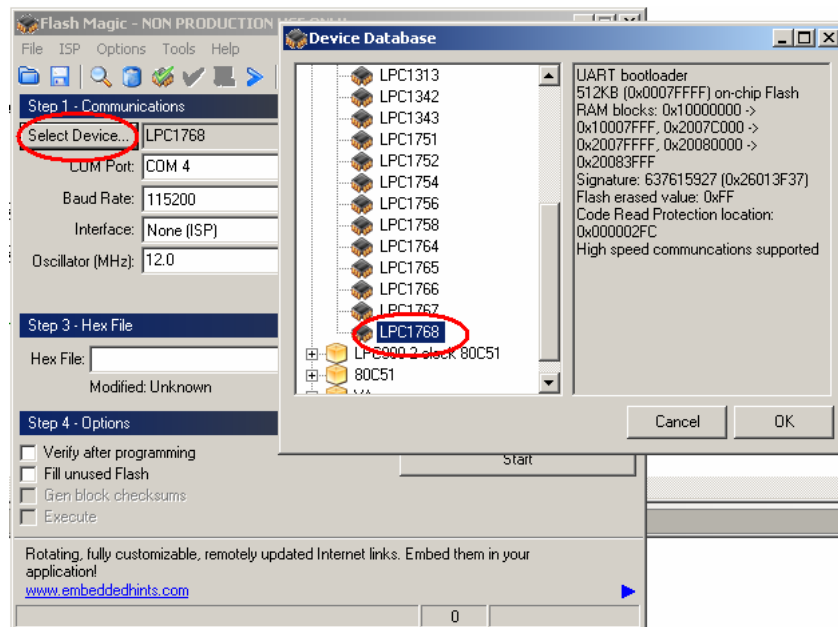 Flash Magic - NON PRODUCTION USE ONLY
File ISP Options Tools Help
Step 1 - Communications
Select Device... LPC1768
COM Port: COM 4
Baud Rate: 115200
Interface: None (ISP)
Oscillator (MHz): 12.0
Step 3 - Hex File
Hex File:
Modified: Unknown
Step 4 - Options
Verify after programming
Fill unused Flash
Gen block checksums
Execute
Start
Rotating, fully customizable, remotely updated Internet links. Embed them in your
application!
www.embeddedhints.com
0
Device Database
LPC1313
LPC1342
LPC1343
LPC1751
LPC1752
LPC1754
LPC1756
LPC1758
LPC1764
LPC1765
LPC1766
LPC1767
LPC1768
LPC900 2 clock 80C51
80C51
XA
UART bootloader
512KB (0x0007FFFF) on-chip Flash
RAM blocks: 0x10000000 ->
0x10007FFF, 0x2007C000 ->
0x2007FFFF, 0x20080000 ->
0x20083FFF
Signature: 637615927 (0x26013F37)
Flash erased value: 0xFF
Code Read Protection location:
0x000002FC
High speed communcations supported
Cancel
OK